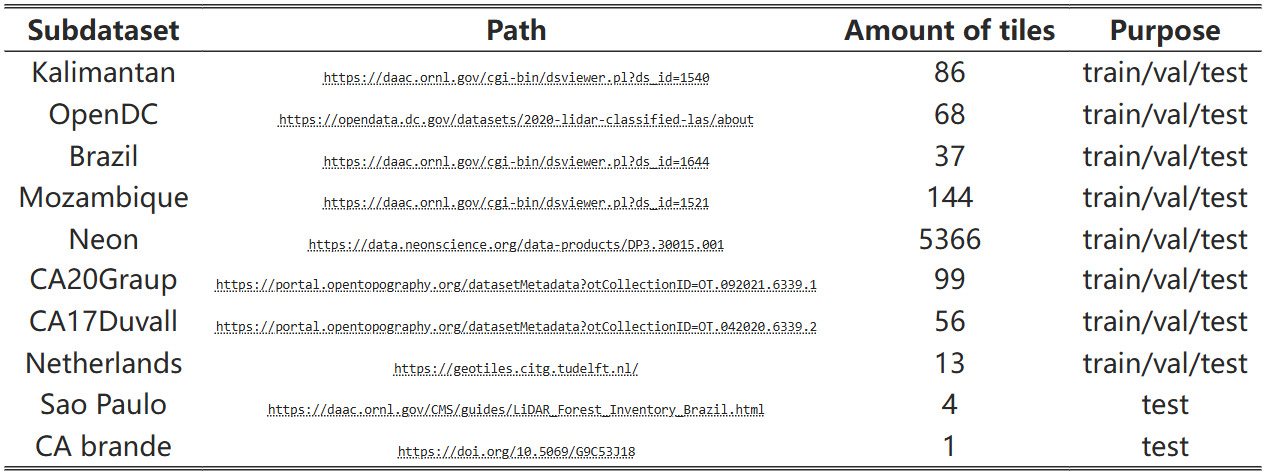 Subdataset Path Amount of tiles Purpose
Kalimantan https://daac.ornl.gov/cgi-bin/dsviewer.pl?ds_id=1540 86 train/val/test
OpenDC https://opendata.dc.gov/datasets/2020-lidar-classified-las/about 68 train/val/test
Brazil https://daac.ornl.gov/cgi-bin/dsviewer.pl?ds_id=1644 37 train/val/test
Mozambique https://daac.ornl.gov/cgi-bin/dsviewer.pl?ds_id=1521 144 train/val/test
Neon https://data.neonscience.org/data-products/DP3.30015.001 5366 train/val/test
CA20Graup https://portal.opentopography.org/datasetMetadata?otCollectionID=OT.092021.6339.1 99 train/val/test
CA17Duvall https://portal.opentopography.org/datasetMetadata?otCollectionID=OT.042020.6339.2 56 train/val/test
Netherlands https://geotiles.citg.tudelft.nl/ 13 train/val/test
Sao Paulo https://daac.ornl.gov/CMS/guides/LiDAR_Forest_Inventory_Brazil.html 4 test
CA brande https://doi.org/10.5069/G9C53J18 1 test